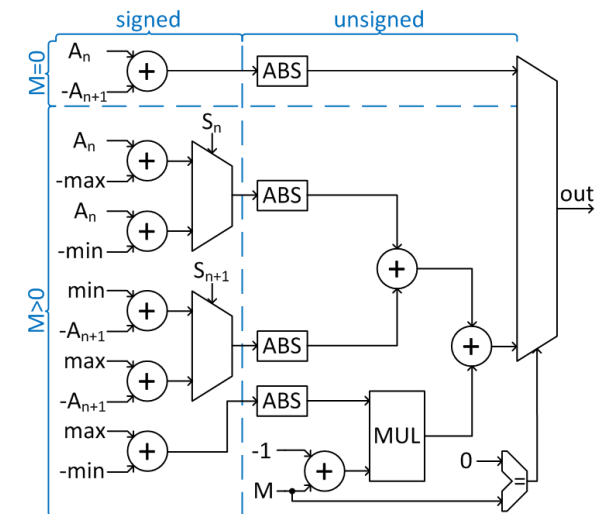 signed
unsigned
M=0
Aₙ
-Aₙ₊₁
+
ABS
M>0
Sₙ
Aₙ
-max
+
Aₙ
-min
+
ABS
out
+
Sₙ₊₁
min
-Aₙ₊₁
+
max
-Aₙ₊₁
+
ABS
+
max
-min
+
ABS
MUL
-1
M
+
0
=